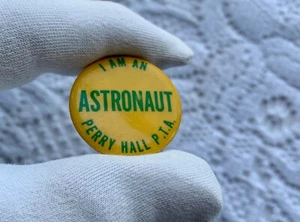 I AM AN
ASTRONAUT
PERRY HALL P.T.A.